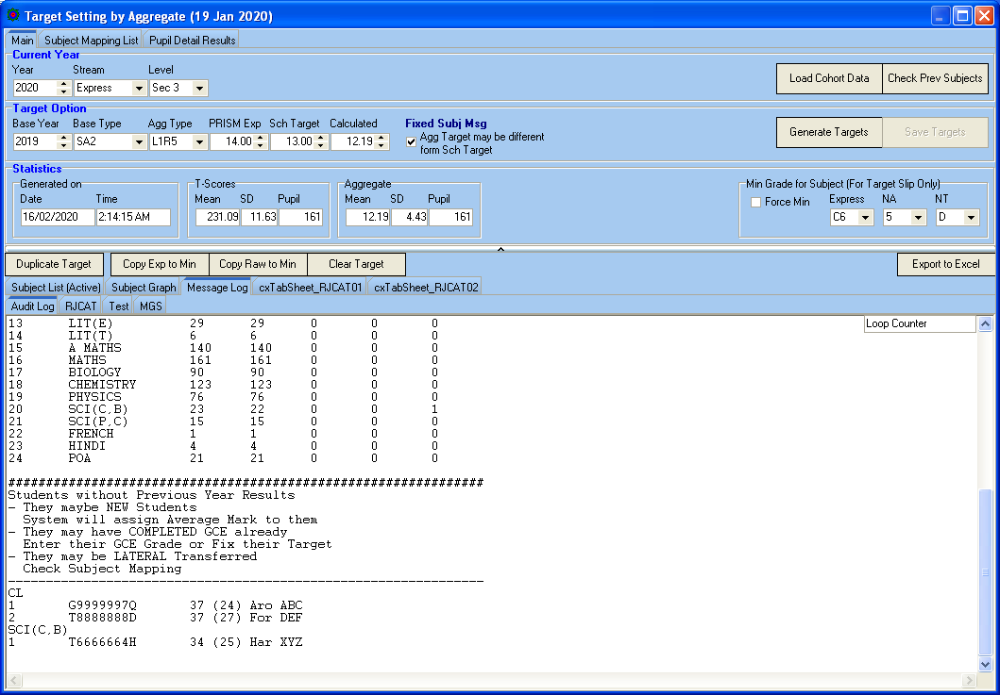 Target Setting by Aggregate (19 Jan 2020)
Main Subject Mapping List Pupil Detail Results
Current Year
Year Stream Level
2020 Express Sec 3 Load Cohort Data Check Prev Subjects
Target Option
Base Year Base Type Agg Type PRISM Exp Sch Target Calculated Fixed Subj Msg
2019 SA2 L1R5 14.00 13.00 12.19 Agg Target may be different
form Sch Target
Generate Targets Save Targets
Statistics
Generated on T-Scores Aggregate Min Grade for Subject (For Target Slip Only)
Date Time Mean SD Pupil Mean SD Pupil Force Min Express NA NT
16/02/2020 2:14:15 AM 231.09 11.63 161 12.19 4.43 161 C6 5 D
Duplicate Target Copy Exp to Min Copy Raw to Min Clear Target Export to Excel
Subject List (Active) Subject Graph Message Log cxTabSheet_RJCAT01 cxTabSheet_RJCAT02
Audit Log RJCAT Test MGS
Loop Counter
13 LIT(E) 29 29 0 0 0
14 LIT(T) 6 6 0 0 0
15 A MATHS 140 140 0 0 0
16 MATHS 161 161 0 0 0
17 BIOLOGY 90 90 0 0 0
18 CHEMISTRY 123 123 0 0 0
19 PHYSICS 76 76 0 0 0
20 SCI(C,B) 23 22 0 0 1
21 SCI(P,C) 15 15 0 0 0
22 FRENCH 1 1 0 0 0
23 HINDI 4 4 0 0 0
24 POA 21 21 0 0 0
###############################################################
Students without Previous Year Results
- They maybe NEW Students
System will assign Average Mark to them
- They may have COMPLETED GCE already
Enter their GCE Grade or Fix their Target
- They may be LATERAL Transferred
Check Subject Mapping
---------------------------------------------------------------
CL
1 G9999997Q 37 (24) Aro ABC
2 T8888888D 37 (27) For DEF
SCI(C,B)
1 T6666664H 34 (25) Har XYZ